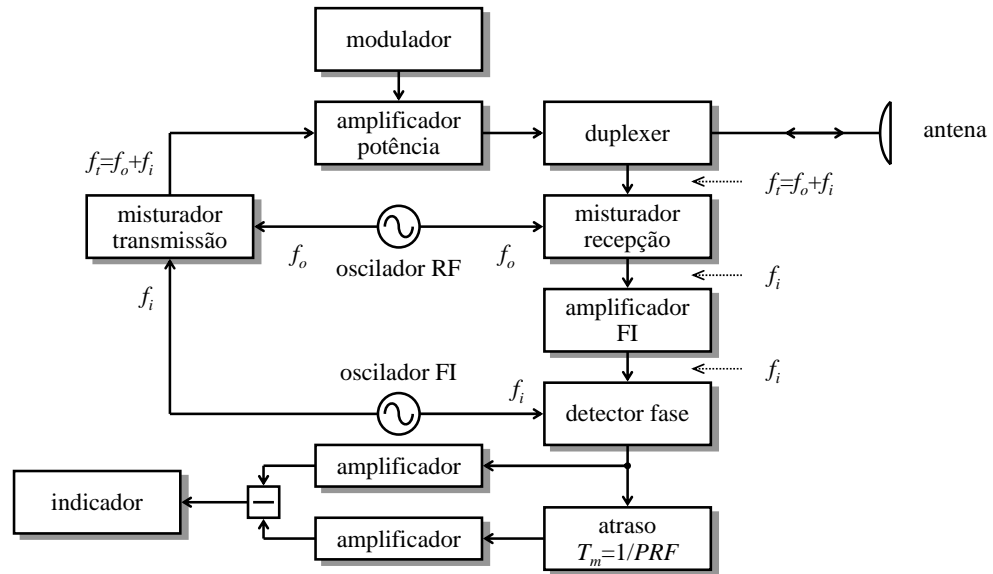 modulador
amplificador
potência
duplexer
antena
f_t=f_o+f_i
f_t=f_o+f_i
misturador
transmissão
misturador
recepção
f_o
f_o
oscilador RF
f_i
f_i
amplificador
FI
oscilador FI
f_i
f_i
detector fase
amplificador
indicador
—
amplificador
atraso
T_m=1/PRF